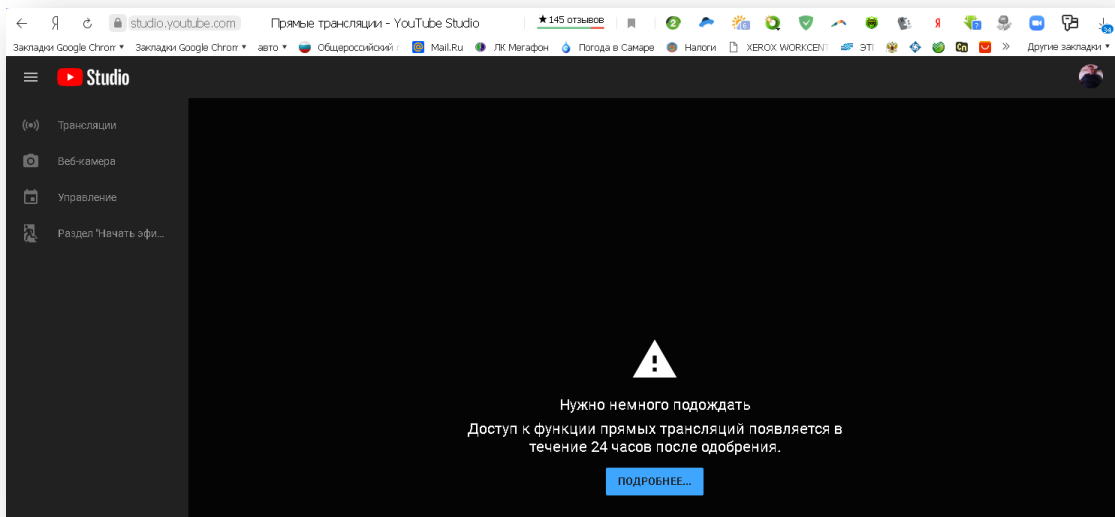 studio.youtube.com Прямые трансляции - YouTube Studio ★145 отзывов
Закладки Google Chrom Закладки Google Chrom авто Общероссийский Mail.Ru ЛК Мегафон Погода в Самаре Налоги XEROX WORKCENT ЭТП » Другие закладки
Studio
Трансляции
Веб-камера
Управление
Раздел "Начать эфи...
Нужно немного подождать
Доступ к функции прямых трансляций появляется в
течение 24 часов после одобрения.
ПОДРОБНЕЕ...